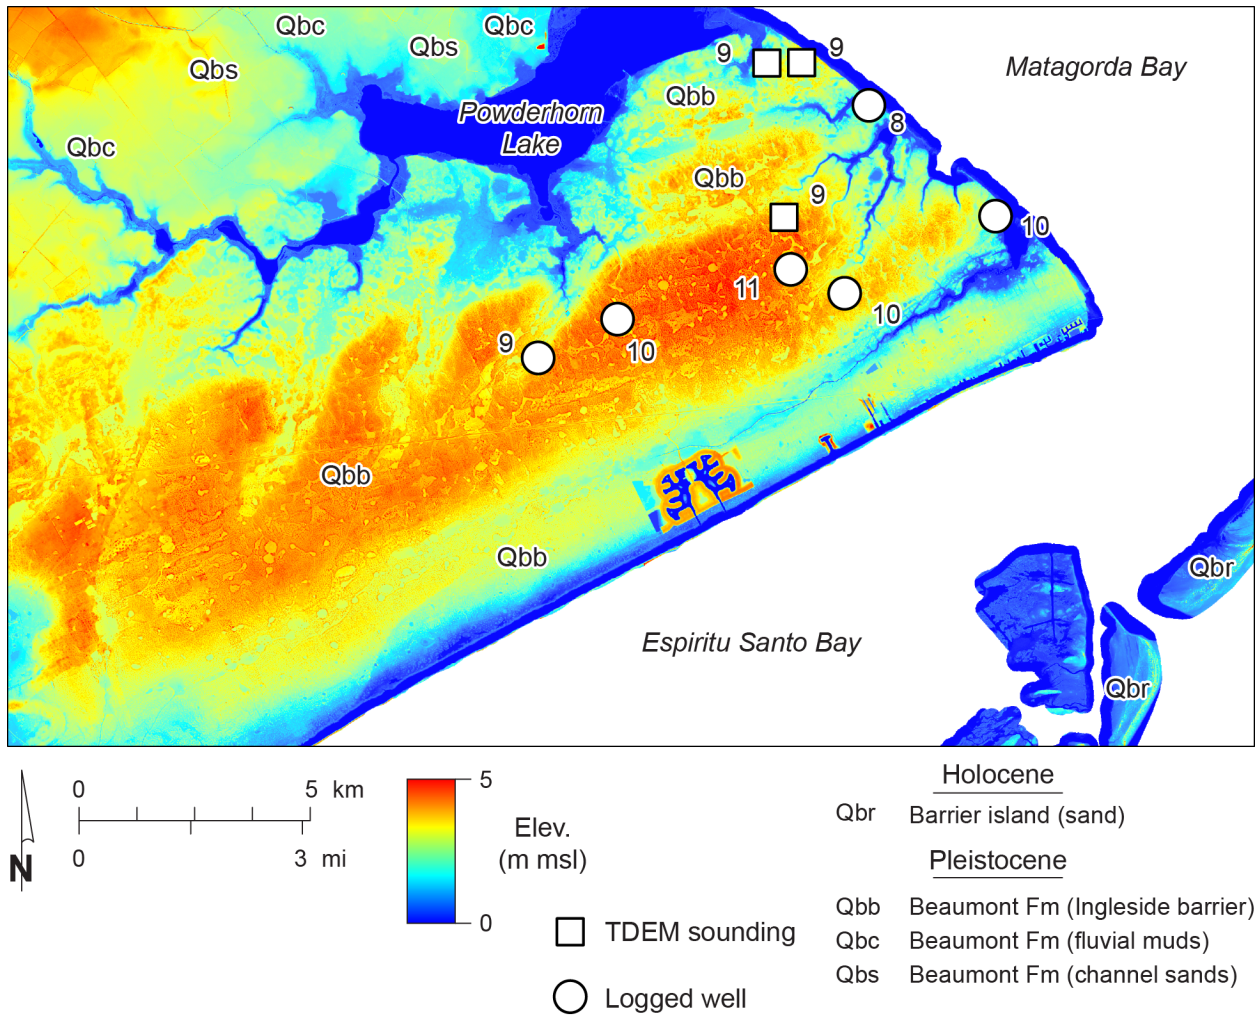 Qbc
Qbs
Qbc
Qbs
Qbc
Powderhorn
Lake
Matagorda Bay
9
9
Qbb
8
Qbb
9
10
11
10
9
10
Qbb
Qbb
Espiritu Santo Bay
Qbr
Qbr
N
0
5 km
0
3 mi
5
0
Elev.
(m msl)
TDEM sounding
Logged well
Holocene
Qbr Barrier island (sand)
Pleistocene
Qbb Beaumont Fm (Ingleside barrier)
Qbc Beaumont Fm (fluvial muds)
Qbs Beaumont Fm (channel sands)